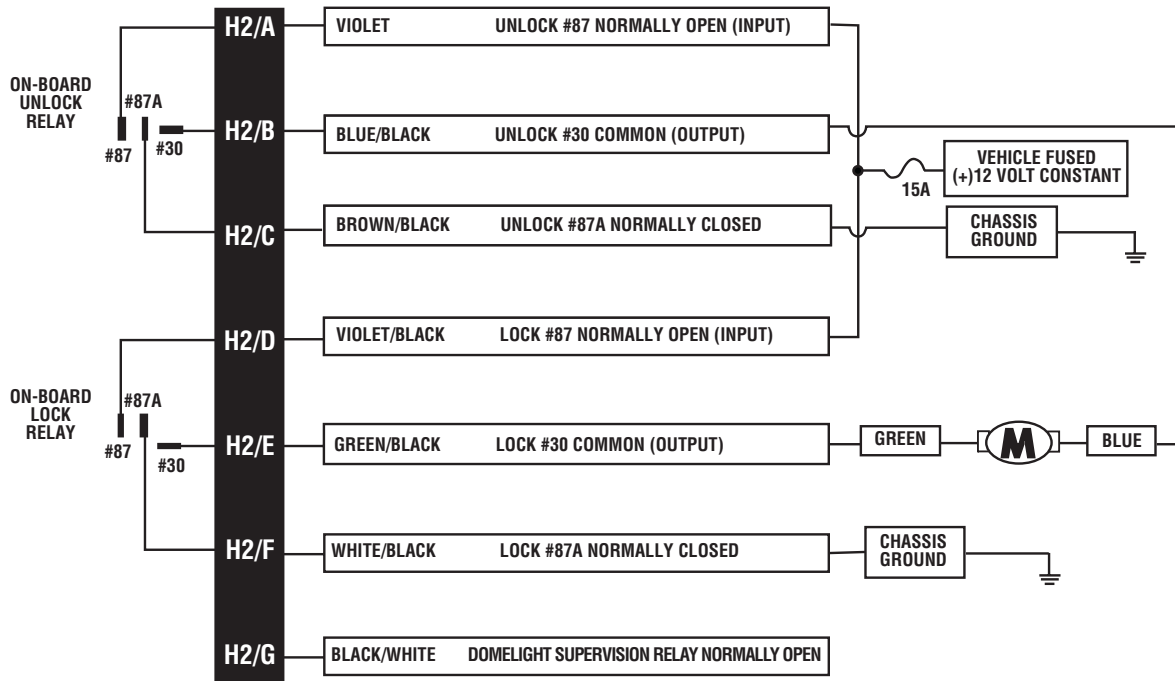 H2/A
VIOLET UNLOCK #87 NORMALLY OPEN (INPUT)
ON-BOARD
UNLOCK
RELAY
#87A
#87
#30
H2/B
BLUE/BLACK UNLOCK #30 COMMON (OUTPUT)
15A
VEHICLE FUSED
(+)12 VOLT CONSTANT
H2/C
BROWN/BLACK UNLOCK #87A NORMALLY CLOSED
CHASSIS
GROUND
H2/D
VIOLET/BLACK LOCK #87 NORMALLY OPEN (INPUT)
ON-BOARD
LOCK
RELAY
#87A
#87
#30
H2/E
GREEN/BLACK LOCK #30 COMMON (OUTPUT)
GREEN
M
BLUE
H2/F
WHITE/BLACK LOCK #87A NORMALLY CLOSED
CHASSIS
GROUND
H2/G
BLACK/WHITE DOMELIGHT SUPERVISION RELAY NORMALLY OPEN